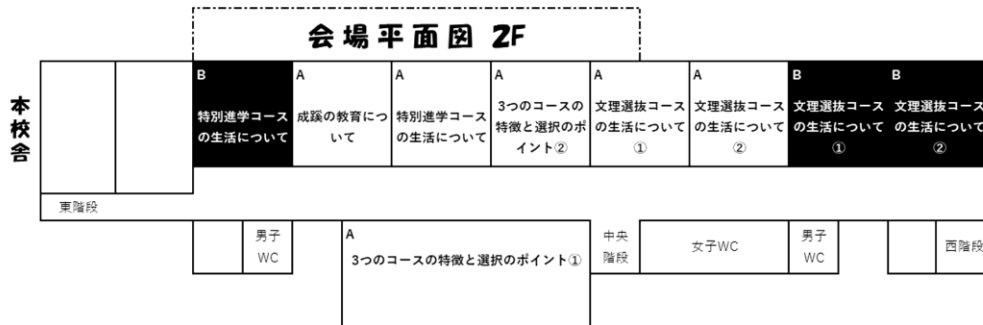 会場平面図 2F
本校舎
B
特別進学コース
の生活について
A
成蹊の教育につ
いて
A
特別進学コース
の生活について
A
3つのコースの
特徴と選択のポ
イント②
A
文理選抜コース
の生活について
①
A
文理選抜コース
の生活について
②
B
文理選抜コース
の生活について
①
B
文理選抜コース
の生活について
②
東階段
男子
WC
A
3つのコースの特徴と選択のポイント①
中央
階段
女子WC
男子
WC
西階段